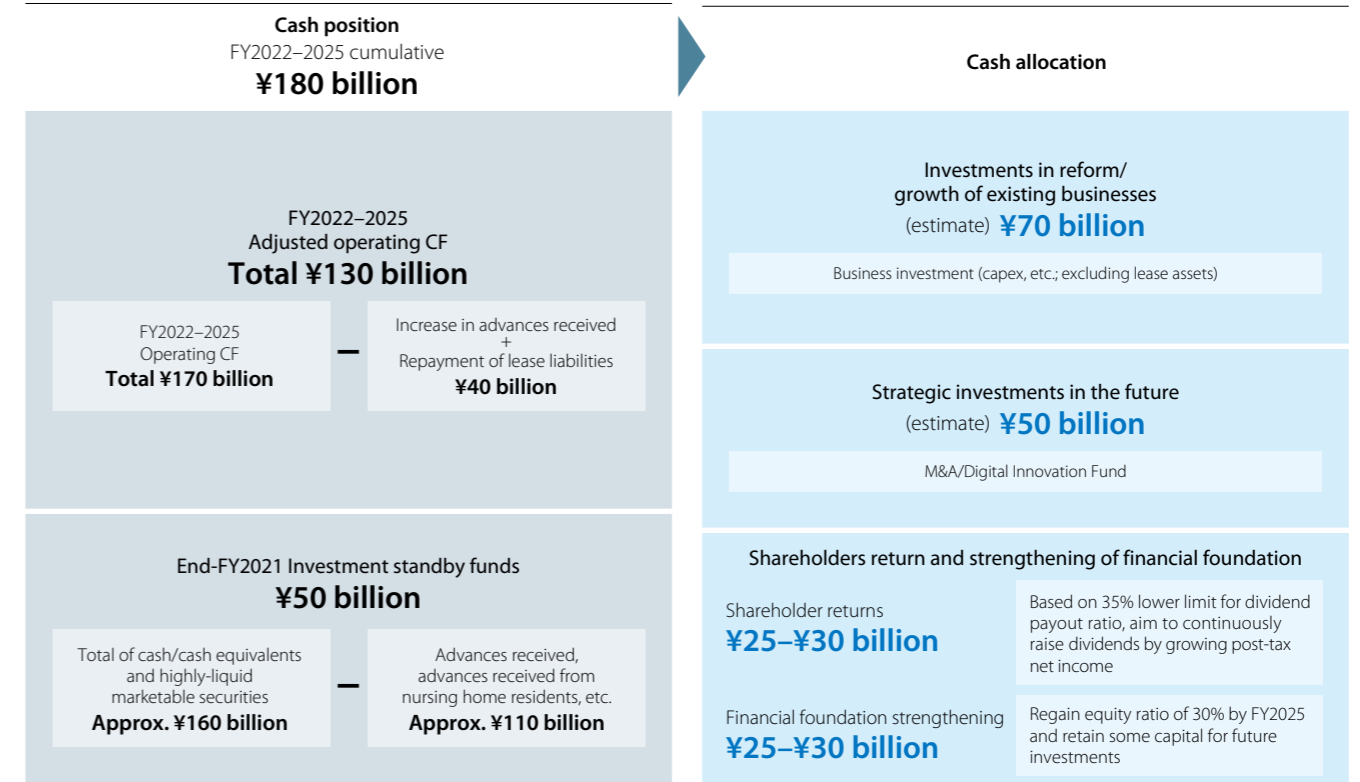 Cash position
FY2022–2025 cumulative
¥180 billion
FY2022–2025
Adjusted operating CF
Total ¥130 billion
FY2022–2025
Operating CF
Total ¥170 billion
–
Increase in advances received
+
Repayment of lease liabilities
¥40 billion
End-FY2021 Investment standby funds
¥50 billion
Total of cash/cash equivalents
and highly-liquid
marketable securities
Approx. ¥160 billion
–
Advances received,
advances received from
nursing home residents, etc.
Approx. ¥110 billion
Cash allocation
Investments in reform/
growth of existing businesses
(estimate) ¥70 billion
Business investment (capex, etc.; excluding lease assets)
Strategic investments in the future
(estimate) ¥50 billion
M&A/Digital Innovation Fund
Shareholders return and strengthening of financial foundation
Shareholder returns
¥25–¥30 billion
Based on 35% lower limit for dividend
payout ratio, aim to continuously
raise dividends by growing post-tax
net income
Financial foundation strengthening
¥25–¥30 billion
Regain equity ratio of 30% by FY2025
and retain some capital for future
investments